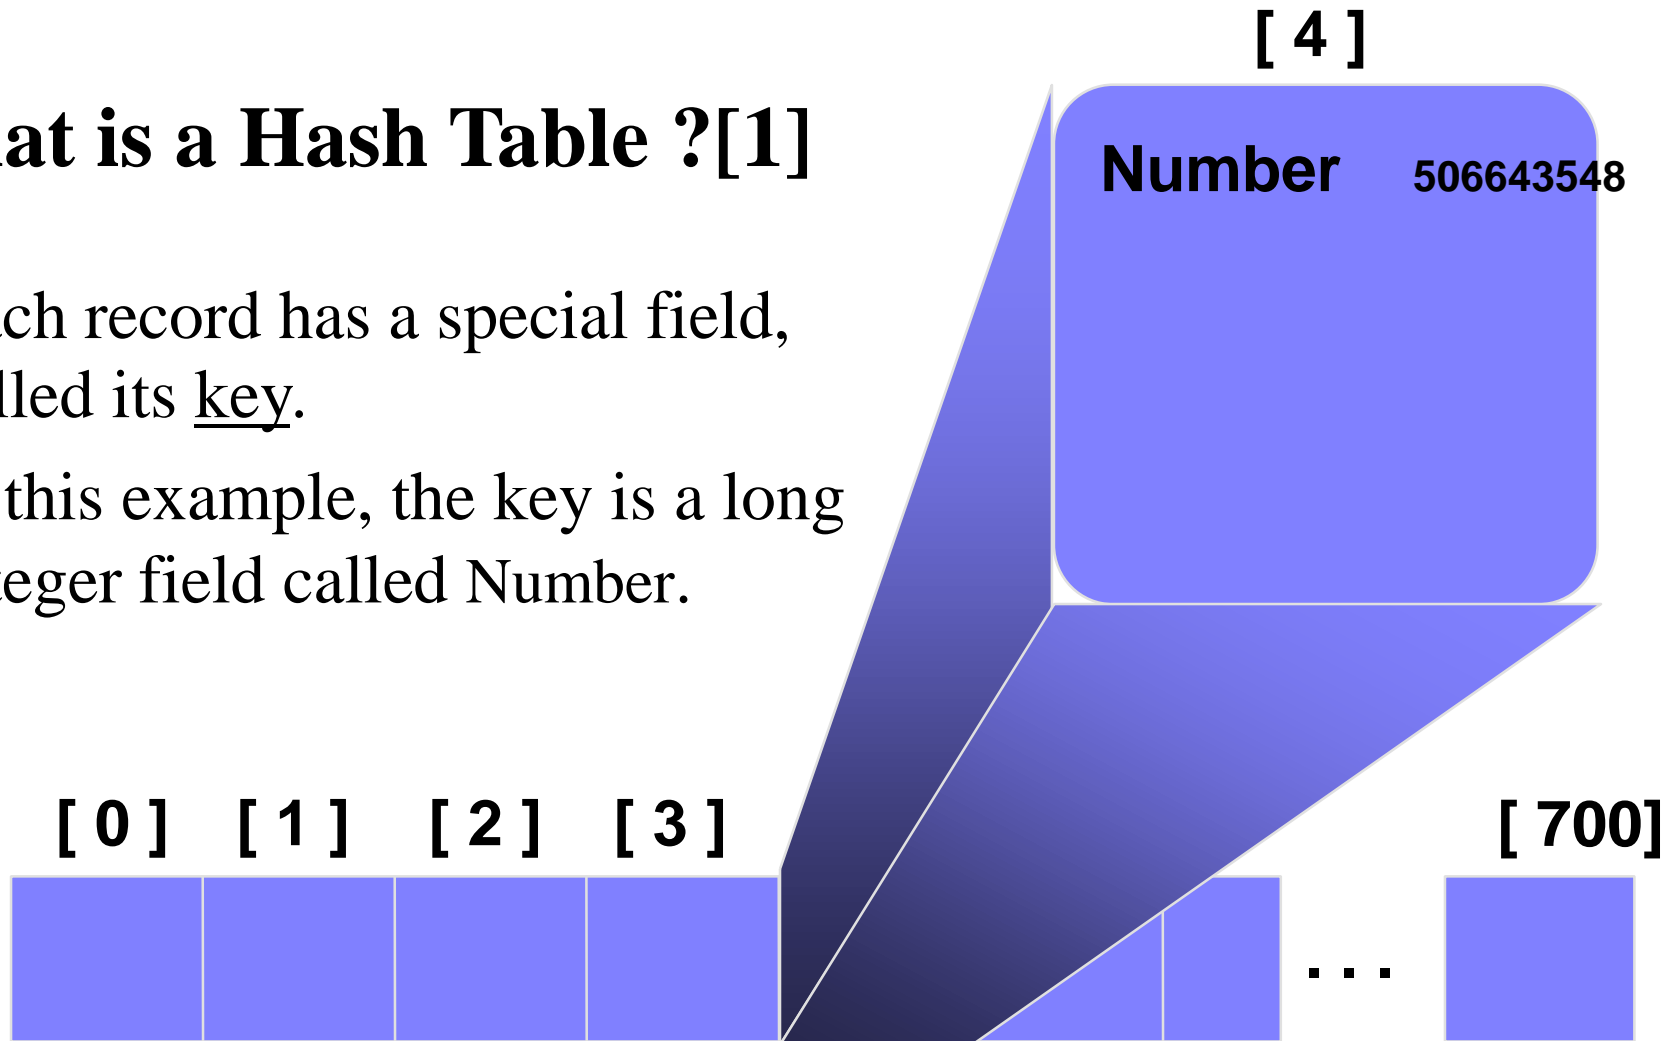 [ 4 ]
at is a Hash Table ?[1]
Number 506643548
ch record has a special field,
lled its key.
this example, the key is a long
teger field called Number.
[ 0 ] [ 1 ] [ 2 ] [ 3 ] [ 700]
. . .